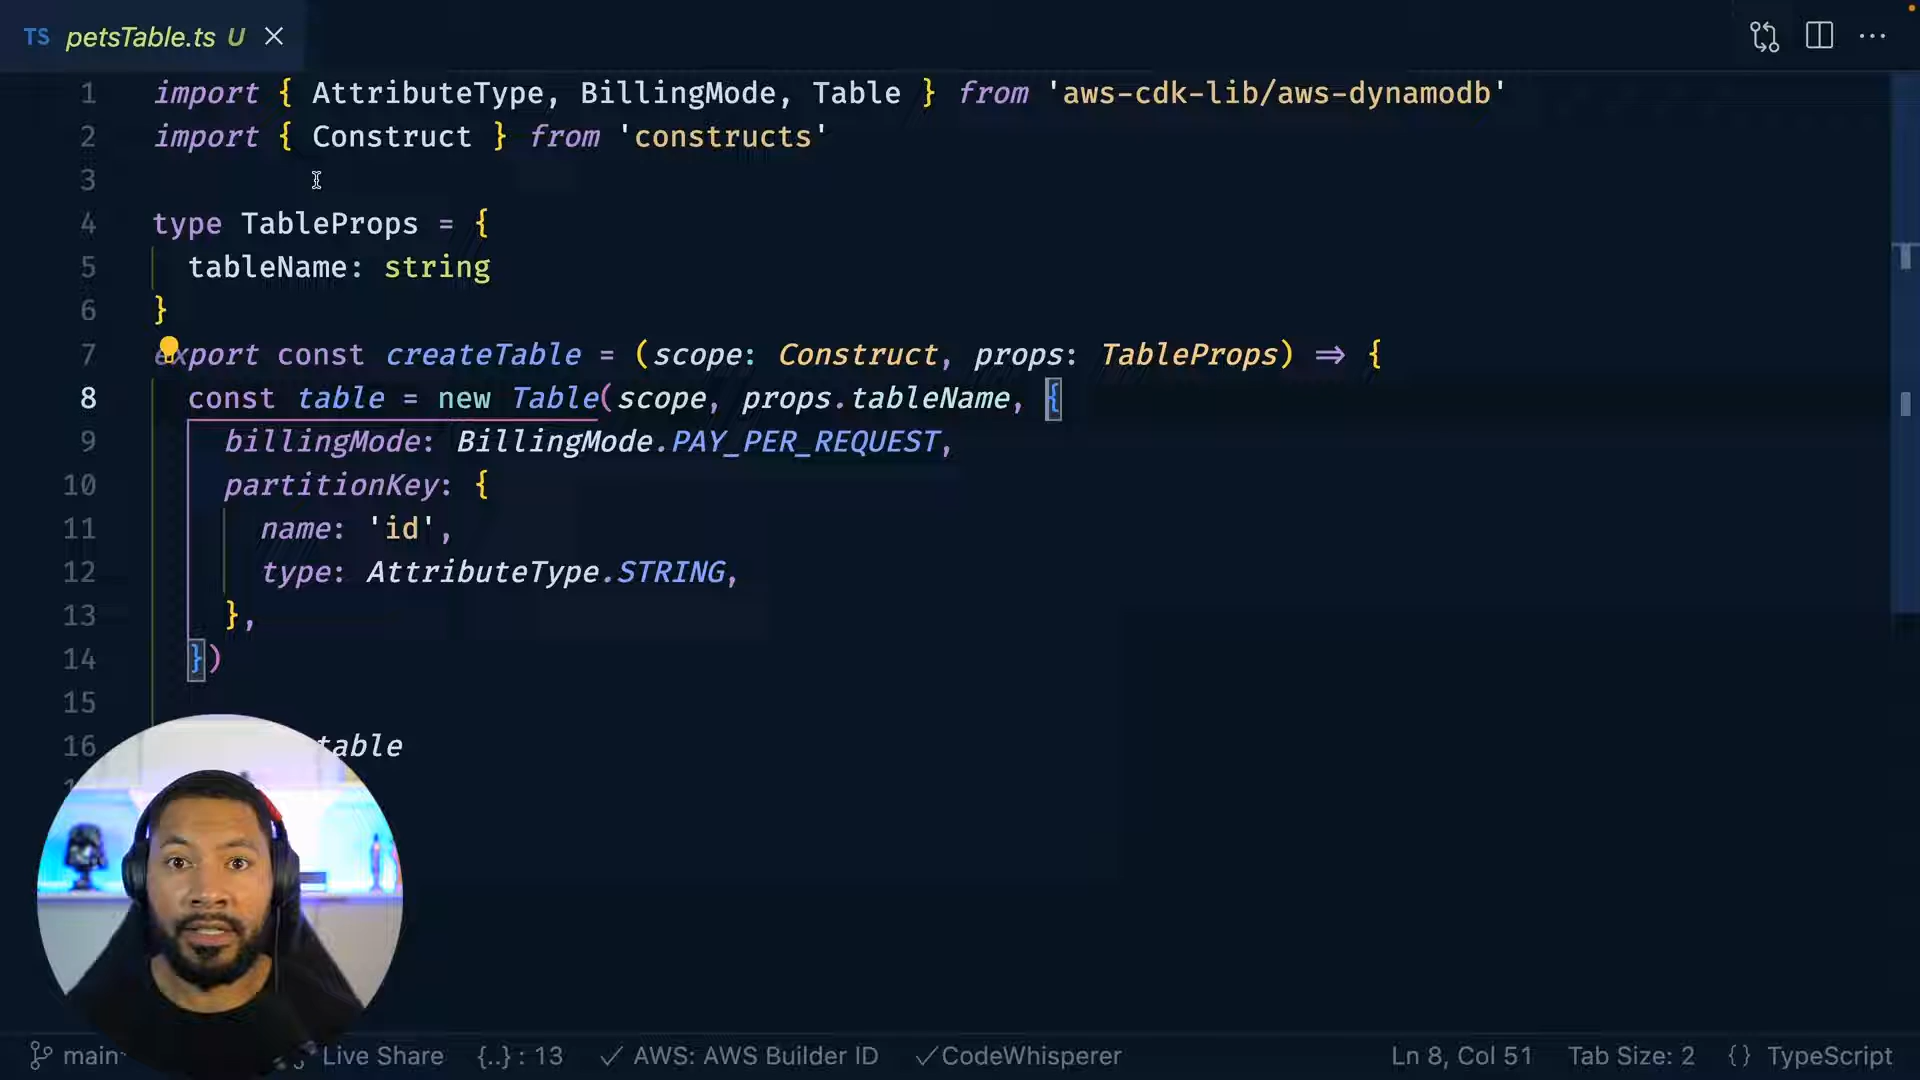 TS petsTable.ts U
1 import { AttributeType, BillingMode, Table } from 'aws-cdk-lib/aws-dynamodb'
2 import { Construct } from 'constructs'
3
4 type TableProps = {
5 tableName: string
6 }
7 export const createTable = (scope: Construct, props: TableProps) => {
8 const table = new Table(scope, props.tableName, {
9 billingMode: BillingMode.PAY_PER_REQUEST,
10 partitionKey: {
11 name: 'id',
12 type: AttributeType.STRING,
13 },
14 })
15
16 table
main Live Share {..} : 13 ✓ AWS: AWS Builder ID ✓CodeWhisperer Ln 8, Col 51 Tab Size: 2 {} TypeScript